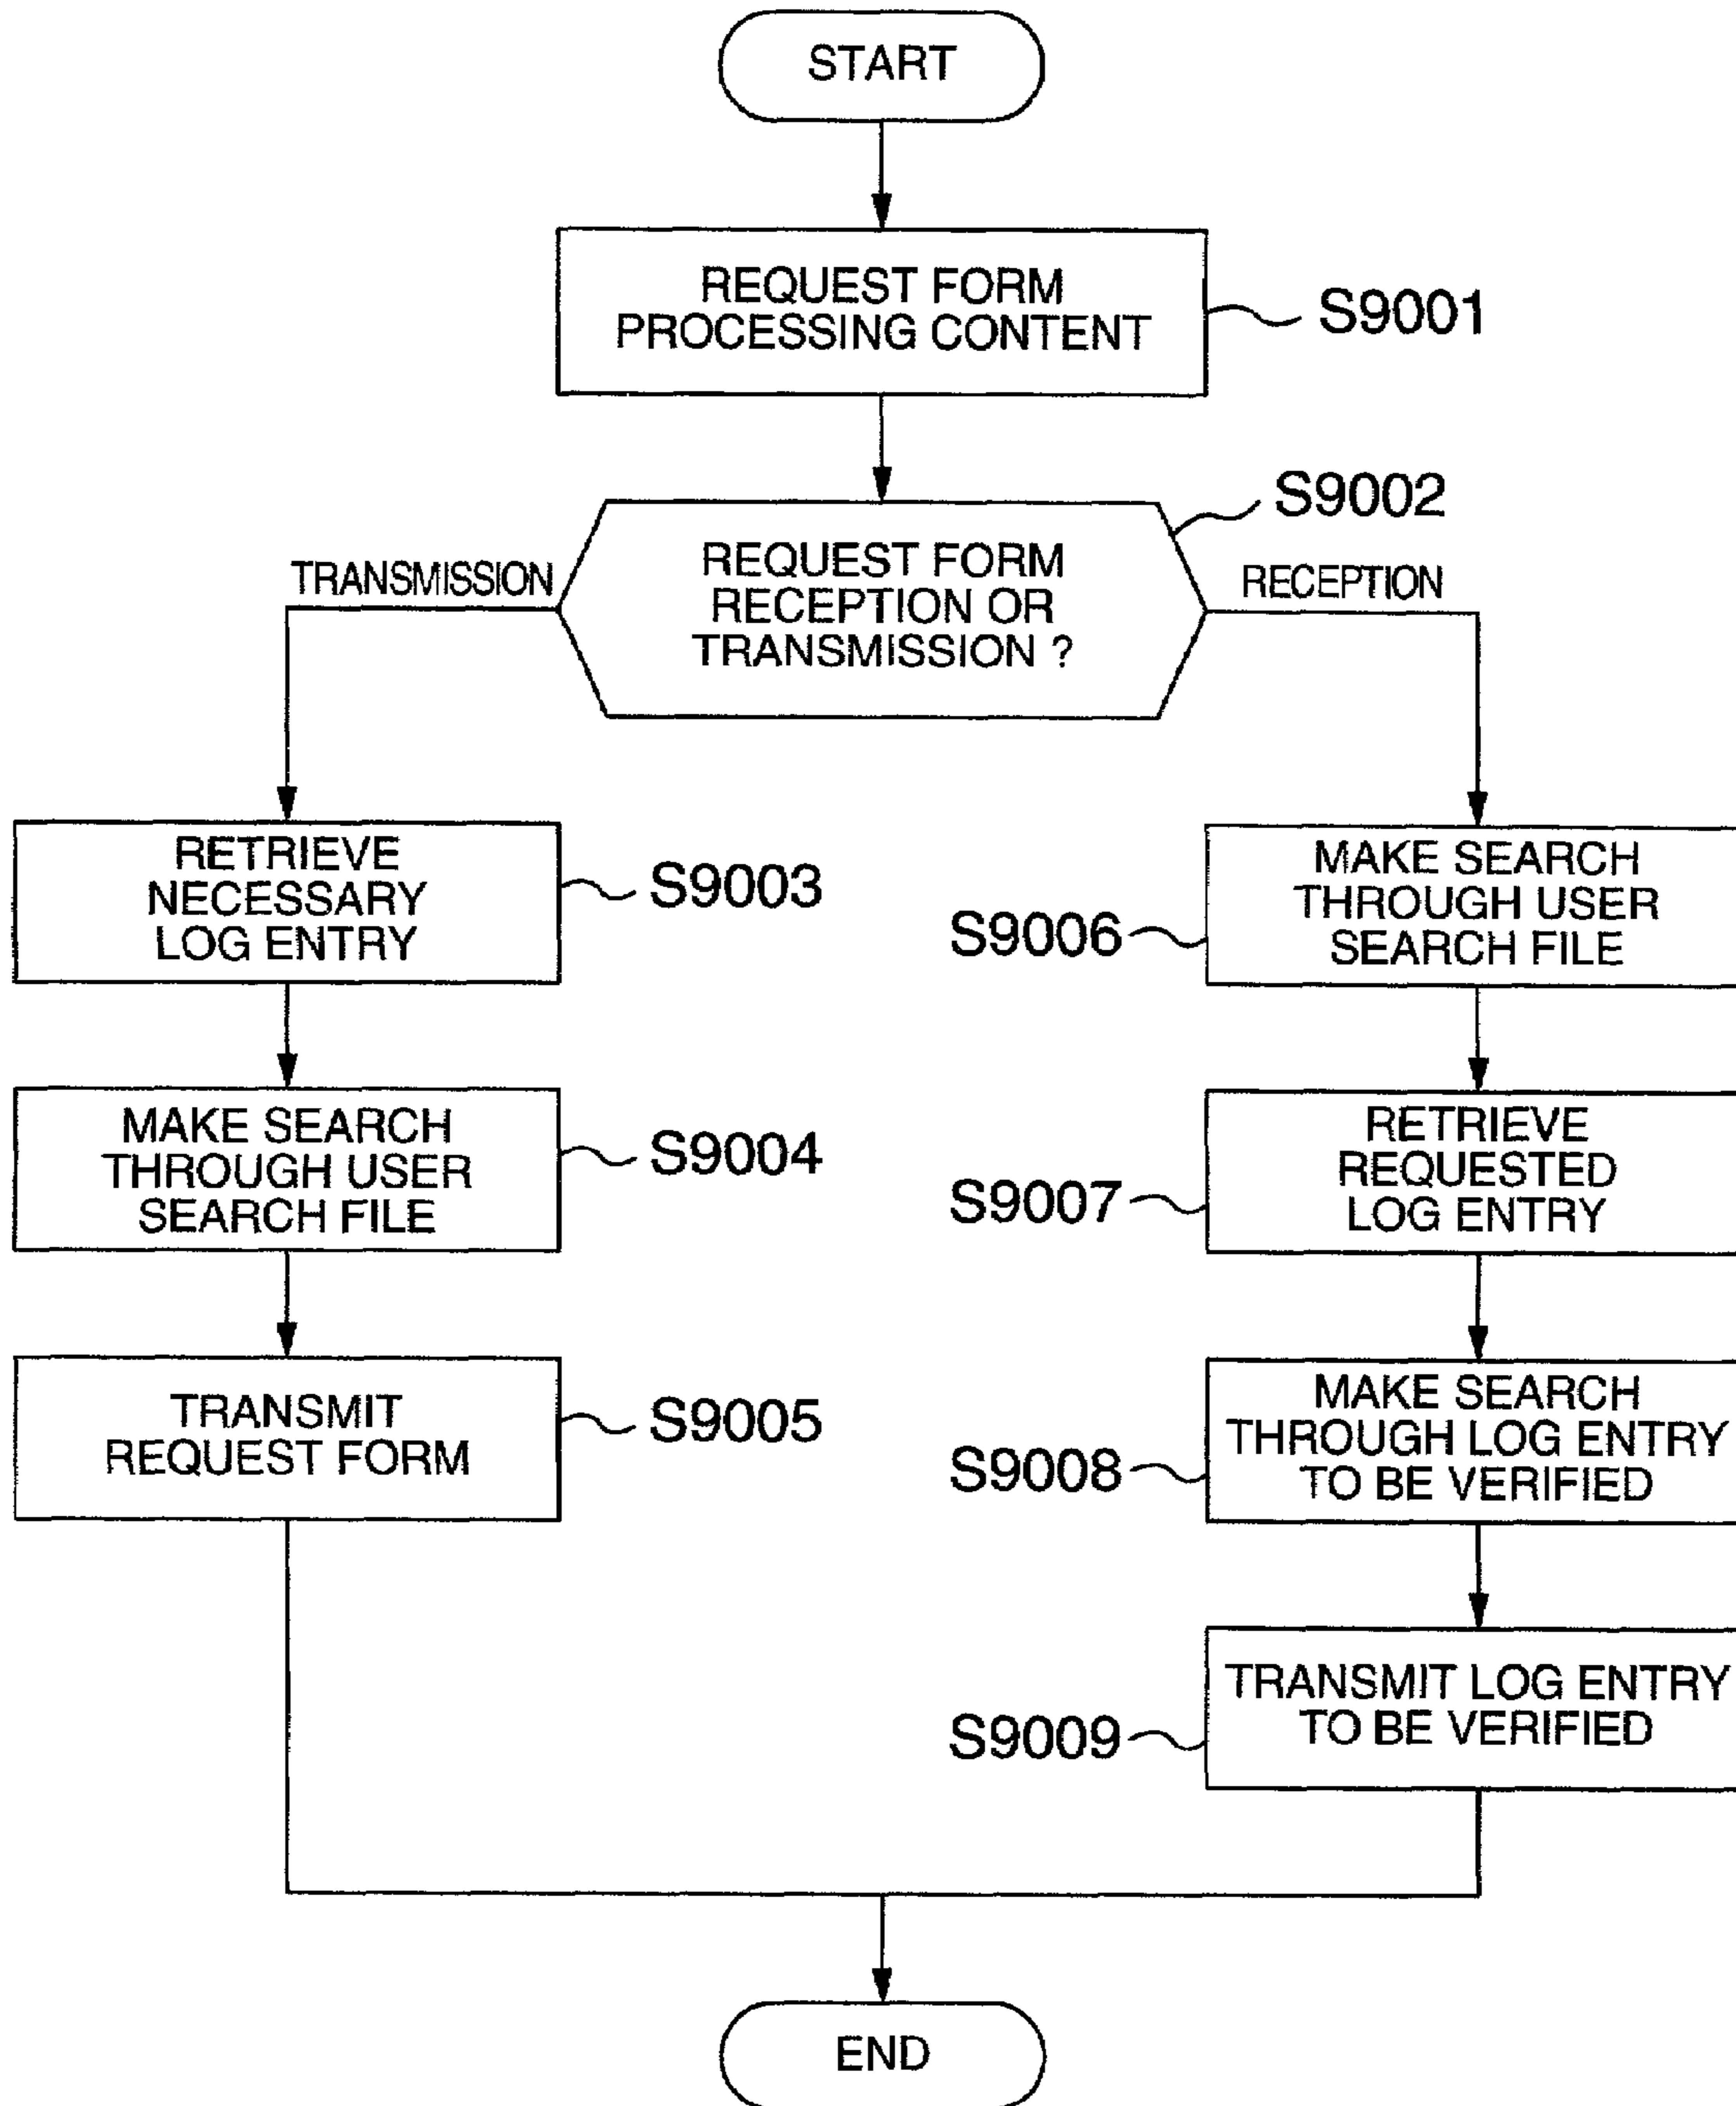 START
REQUEST FORM
PROCESSING CONTENT
S9001
S9002
TRANSMISSION
REQUEST FORM
RECEPTION OR
TRANSMISSION ?
RECEPTION
RETRIEVE
NECESSARY
LOG ENTRY
S9003
MAKE SEARCH
THROUGH USER
SEARCH FILE
S9004
TRANSMIT
REQUEST FORM
S9005
MAKE SEARCH
THROUGH USER
SEARCH FILE
S9006
RETRIEVE
REQUESTED
LOG ENTRY
S9007
MAKE SEARCH
THROUGH LOG ENTRY
TO BE VERIFIED
S9008
TRANSMIT LOG ENTRY
TO BE VERIFIED
S9009
END